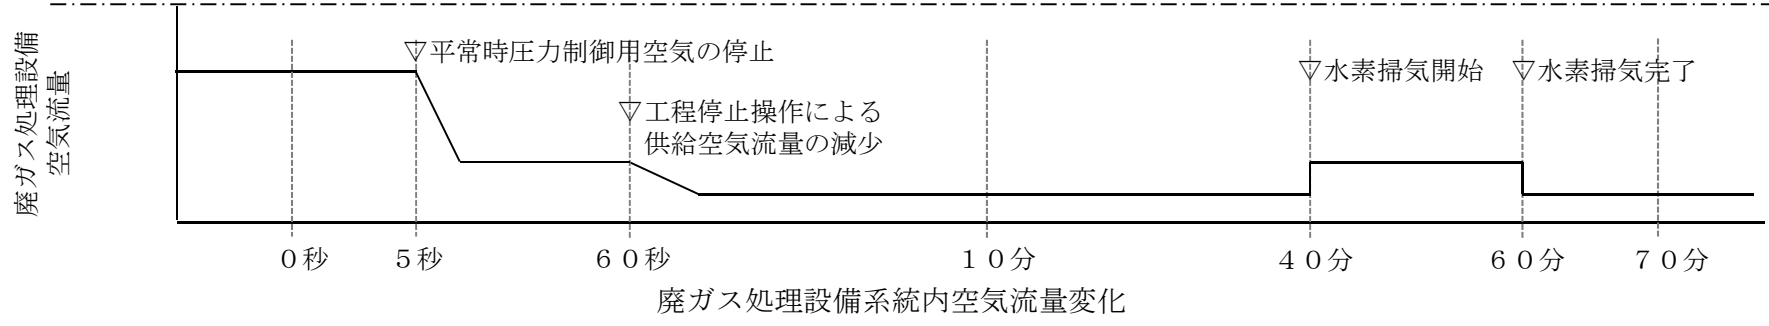 廃ガス処理設備
空気流量
▽平常時圧力制御用空気の停止
▽水素掃気開始
▽水素掃気完了
▽工程停止操作による
供給空気流量の減少
0秒
5秒
60秒
10分
40分
60分
70分
廃ガス処理設備系統内空気流量変化